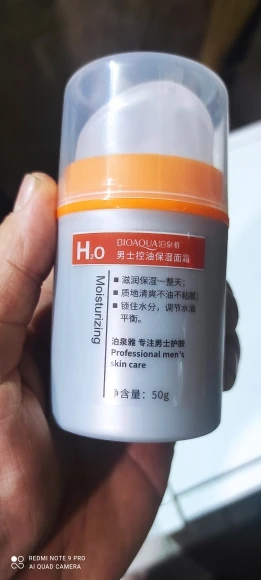 H₂O
BIOAQUA泊泉雅
男士控油保湿面霜
Moisturizing
■ 滋润保湿一整天；
■ 质地清爽不油不粘腻；
■ 锁住水分，调节水油
平衡。
泊泉雅 专注男士护肤
Professional men's
skin care
净含量：50g
REDMI NOTE 9 PRO
AI QUAD CAMERA